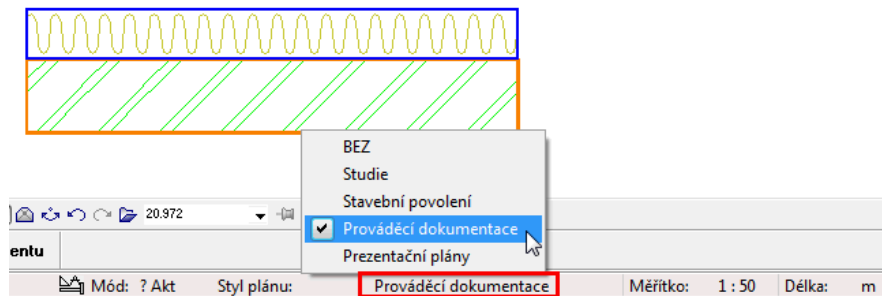 BEZ
Studie
Stavební povolení
Prováděcí dokumentace
Prezentační plány
20.972
entu
Mód: ? Akt Styl plánu: Prováděcí dokumentace Měřítko: 1 : 50 Délka: m